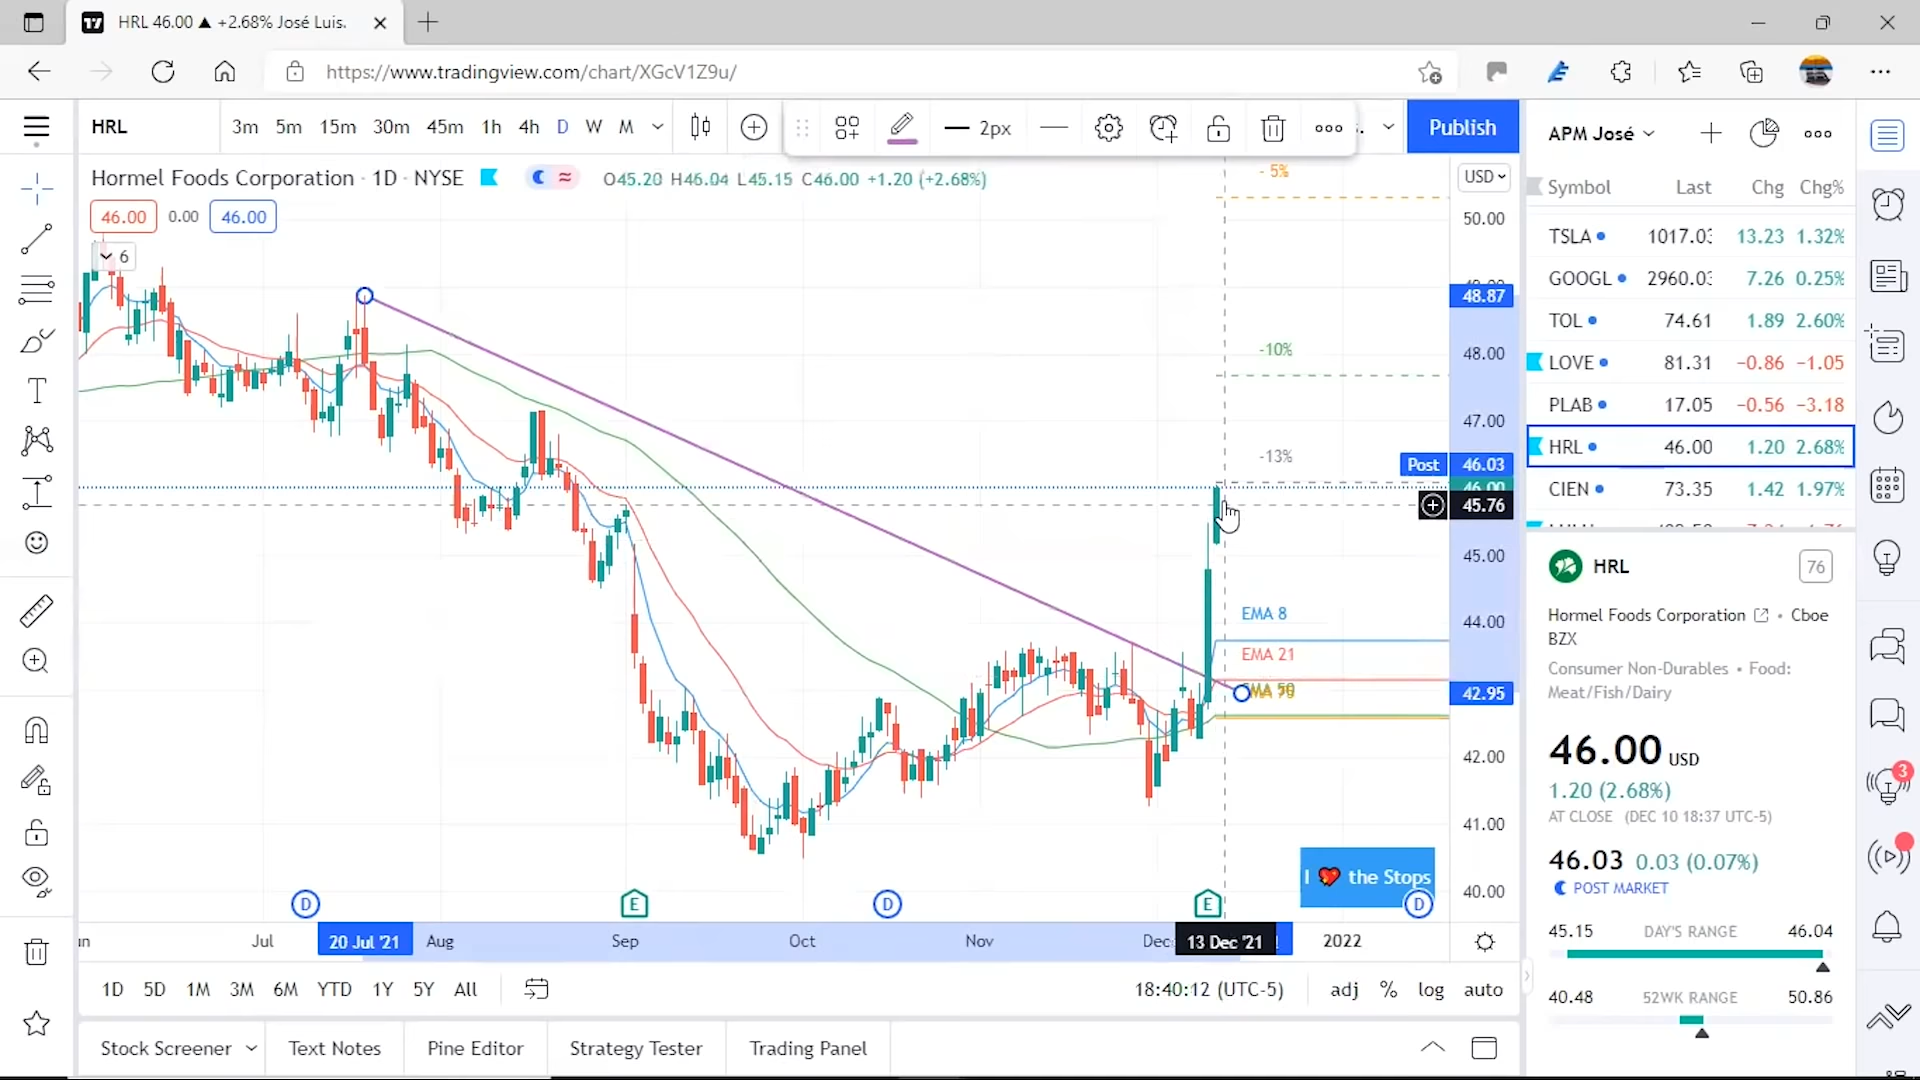 HRL 46.00 ▲ +2.68% José Luis.
https://www.tradingview.com/chart/XGcV1Z9u/
HRL 3m 5m 15m 30m 45m 1h 4h D W M 2px Publish
APM José
Hormel Foods Corporation · 1D · NYSE O45.20 H46.04 L45.15 C46.00 +1.20 (+2.68%)
46.00 0.00 46.00
6
- 5%
-10%
-13%
EMA 8
EMA 21
USD
50.00
48.87
48.00
47.00
Post 46.03
46.00
45.76
45.00
44.00
42.95
42.00
41.00
40.00
I ❤ the Stops
D E D E D
Jul 20 Jul '21 Aug Sep Oct Nov Dec 13 Dec '21 2022
1D 5D 1M 3M 6M YTD 1Y 5Y All
18:40:12 (UTC-5) adj % log auto
Stock Screener Text Notes Pine Editor Strategy Tester Trading Panel
Symbol Last Chg Chg%
TSLA 1017.03 13.23 1.32%
GOOGL 2960.03 7.26 0.25%
TOL 74.61 1.89 2.60%
LOVE 81.31 −0.86 −1.05
PLAB 17.05 −0.56 −3.18
HRL 46.00 1.20 2.68%
CIEN 73.35 1.42 1.97%
HRL 76
Hormel Foods Corporation • Cboe
BZX
Consumer Non-Durables • Food:
Meat/Fish/Dairy
46.00 USD
1.20 (2.68%)
AT CLOSE (DEC 10 18:37 UTC-5)
46.03 0.03 (0.07%)
POST MARKET
45.15 DAY'S RANGE 46.04
40.48 52WK RANGE 50.86
3